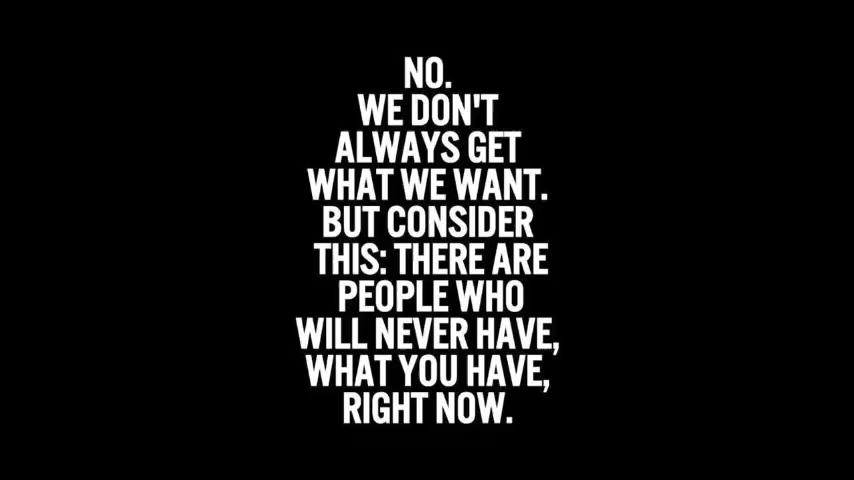 NO.
WE DON'T
ALWAYS GET
WHAT WE WANT.
BUT CONSIDER
THIS: THERE ARE
PEOPLE WHO
WILL NEVER HAVE,
WHAT YOU HAVE,
RIGHT NOW.